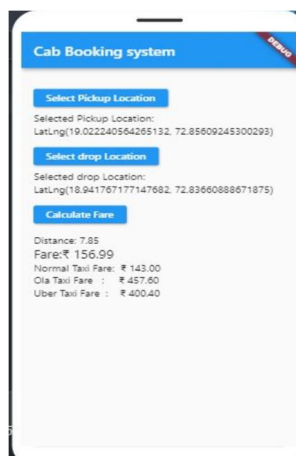 DEBUG
Cab Booking system
Select Pickup Location
Selected Pickup Location:
LatLng(19.022240564265132, 72.85609245300293)
Select drop Location
Selected drop Location:
LatLng(18.941767177147682, 72.83660888671875)
Calculate Fare
Distance: 7.85
Fare:₹ 156.99
Normal Taxi Fare: ₹ 143.00
Ola Taxi Fare : ₹ 457.60
Uber Taxi Fare : ₹ 400.40